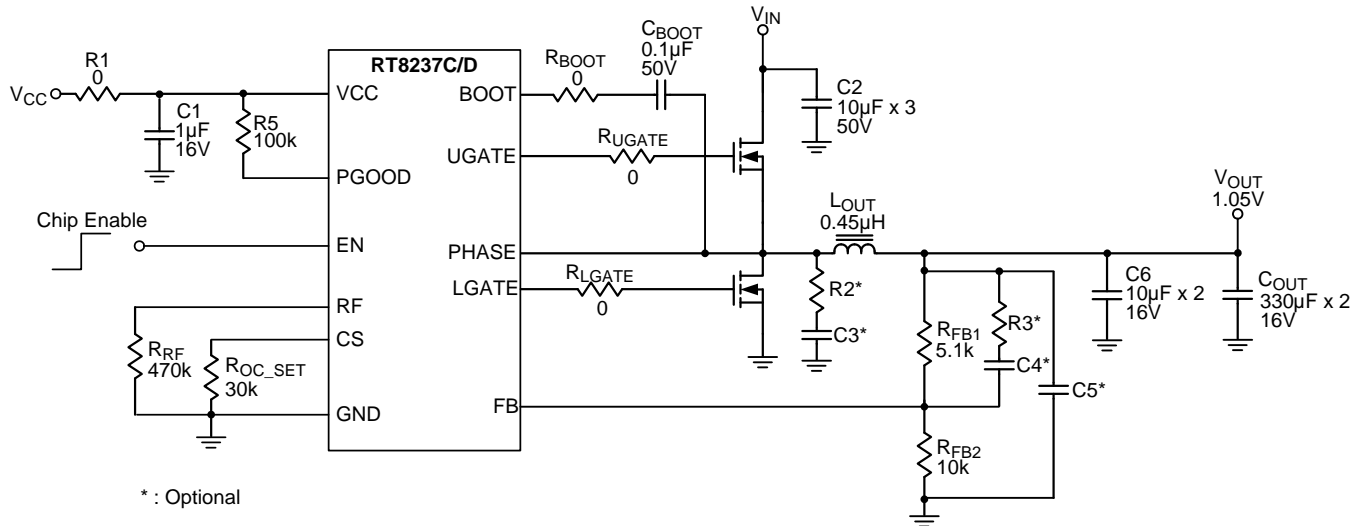 VIN
CBOOT
0.1µF
50V
RBOOT
0
R1
0
VCC
RT8237C/D
VCC
BOOT
C1
1µF
16V
R5
100k
C2
10µF x 3
50V
UGATE
RUGATE
0
PGOOD
VOUT
1.05V
LOUT
0.45µH
Chip Enable
EN
PHASE
RLGATE
0
LGATE
R2*
C3*
RF
CS
RRF
470k
ROC_SET
30k
GND
FB
RFB1
5.1k
R3*
C4*
C5*
C6
10µF x 2
16V
COUT
330µF x 2
16V
RFB2
10k
* : Optional